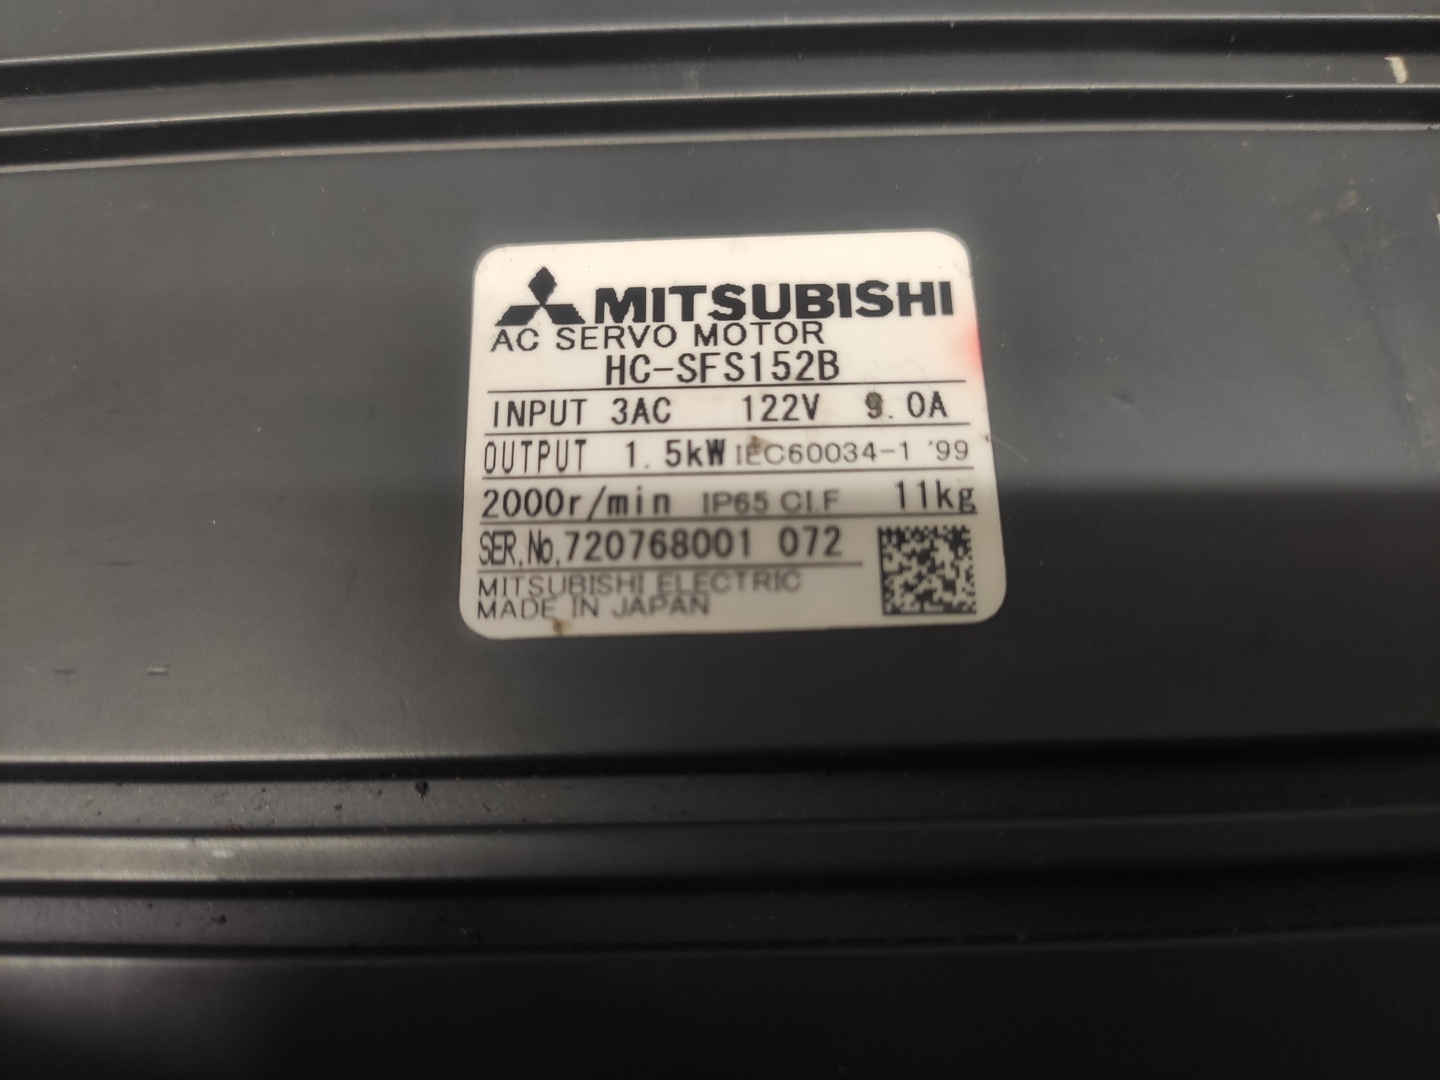 MITSUBISHI
AC SERVO MOTOR
HC-SFS152B
INPUT 3AC 122V 9.0A
OUTPUT 1.5kW IEC60034-1 '99
2000r/min IP65 Cl.F 11kg
SER.No.720768001 072
MITSUBISHI ELECTRIC
MADE IN JAPAN